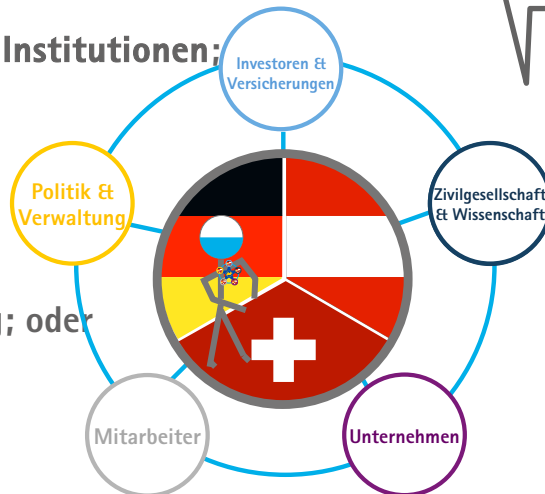 Institutionen;
Investoren &
Versicherungen
Politik &
Verwaltung
Zivilgesellschaft
& Wissenschaft
; oder
Mitarbeiter
Unternehmen